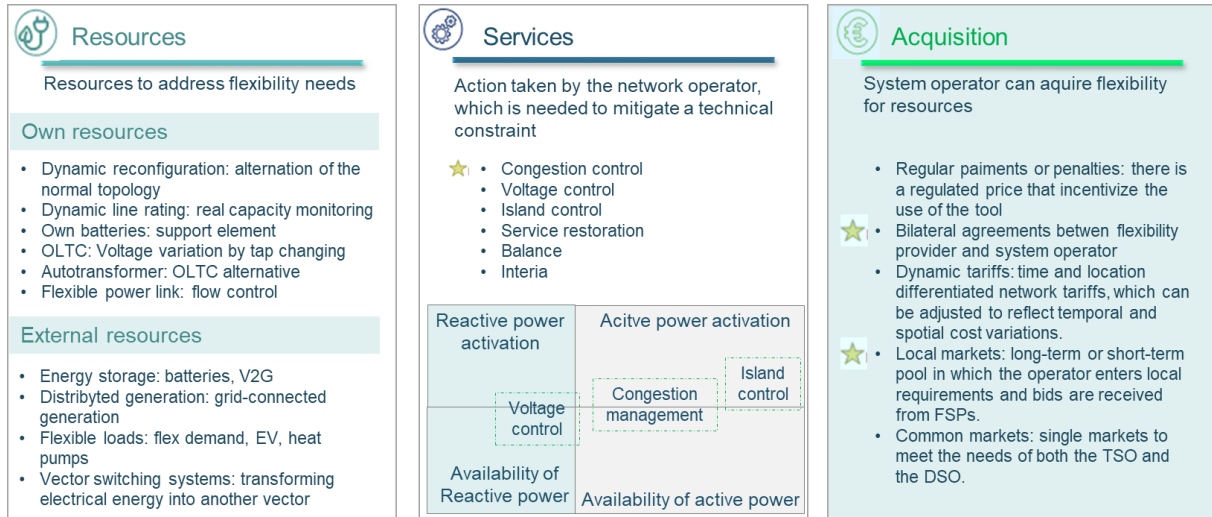 Resources
Resources to address flexibility needs
Own resources
• Dynamic reconfiguration: alternation of the
normal topology
• Dynamic line rating: real capacity monitoring
• Own batteries: support element
• OLTC: Voltage variation by tap changing
• Autotransformer: OLTC alternative
• Flexible power link: flow control
External resources
• Energy storage: batteries, V2G
• Distribyted generation: grid-connected
generation
• Flexible loads: flex demand, EV, heat
pumps
• Vector switching systems: transforming
electrical energy into another vector
Services
Action taken by the network operator,
which is needed to mitigate a technical
constraint
• Congestion control
• Voltage control
• Island control
• Service restoration
• Balance
• Interia
Reactive power
activation
Acitve power activation
Island
control
Congestion
management
Voltage
control
Availability of
Reactive power
Availability of active power
Acquisition
System operator can aquire flexibility
for resources
• Regular paiments or penalties: there is
a regulated price that incentivize the
use of the tool
• Bilateral agreements betwen flexibility
provider and system operator
• Dynamic tariffs: time and location
differentiated network tariffs, which can
be adjusted to reflect temporal and
spatial cost variations.
• Local markets: long-term or short-term
pool in which the operator enters local
requirements and bids are received
from FSPs.
• Common markets: single markets to
meet the needs of both the TSO and
the DSO.